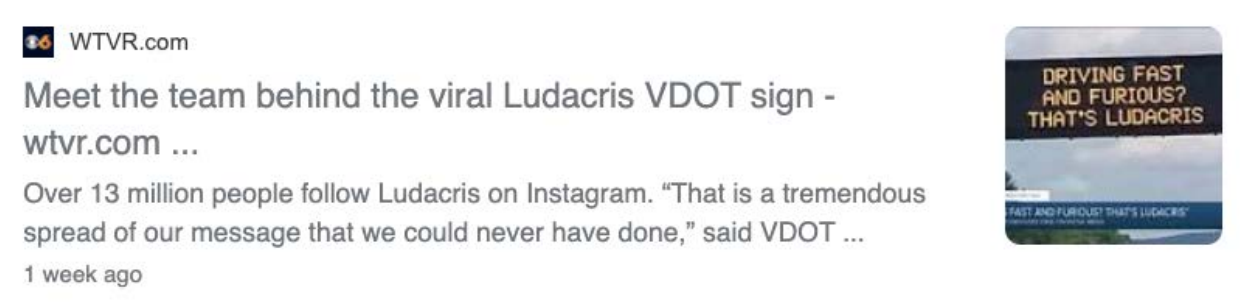 WTVR.com
Meet the team behind the viral Ludacris VDOT sign -
wtvr.com ...
Over 13 million people follow Ludacris on Instagram. “That is a tremendous
spread of our message that we could never have done,” said VDOT ...
1 week ago
DRIVING FAST
AND FURIOUS?
THAT'S LUDACRIS
FAST AND FURIOUS? THAT'S LUDACRIS"